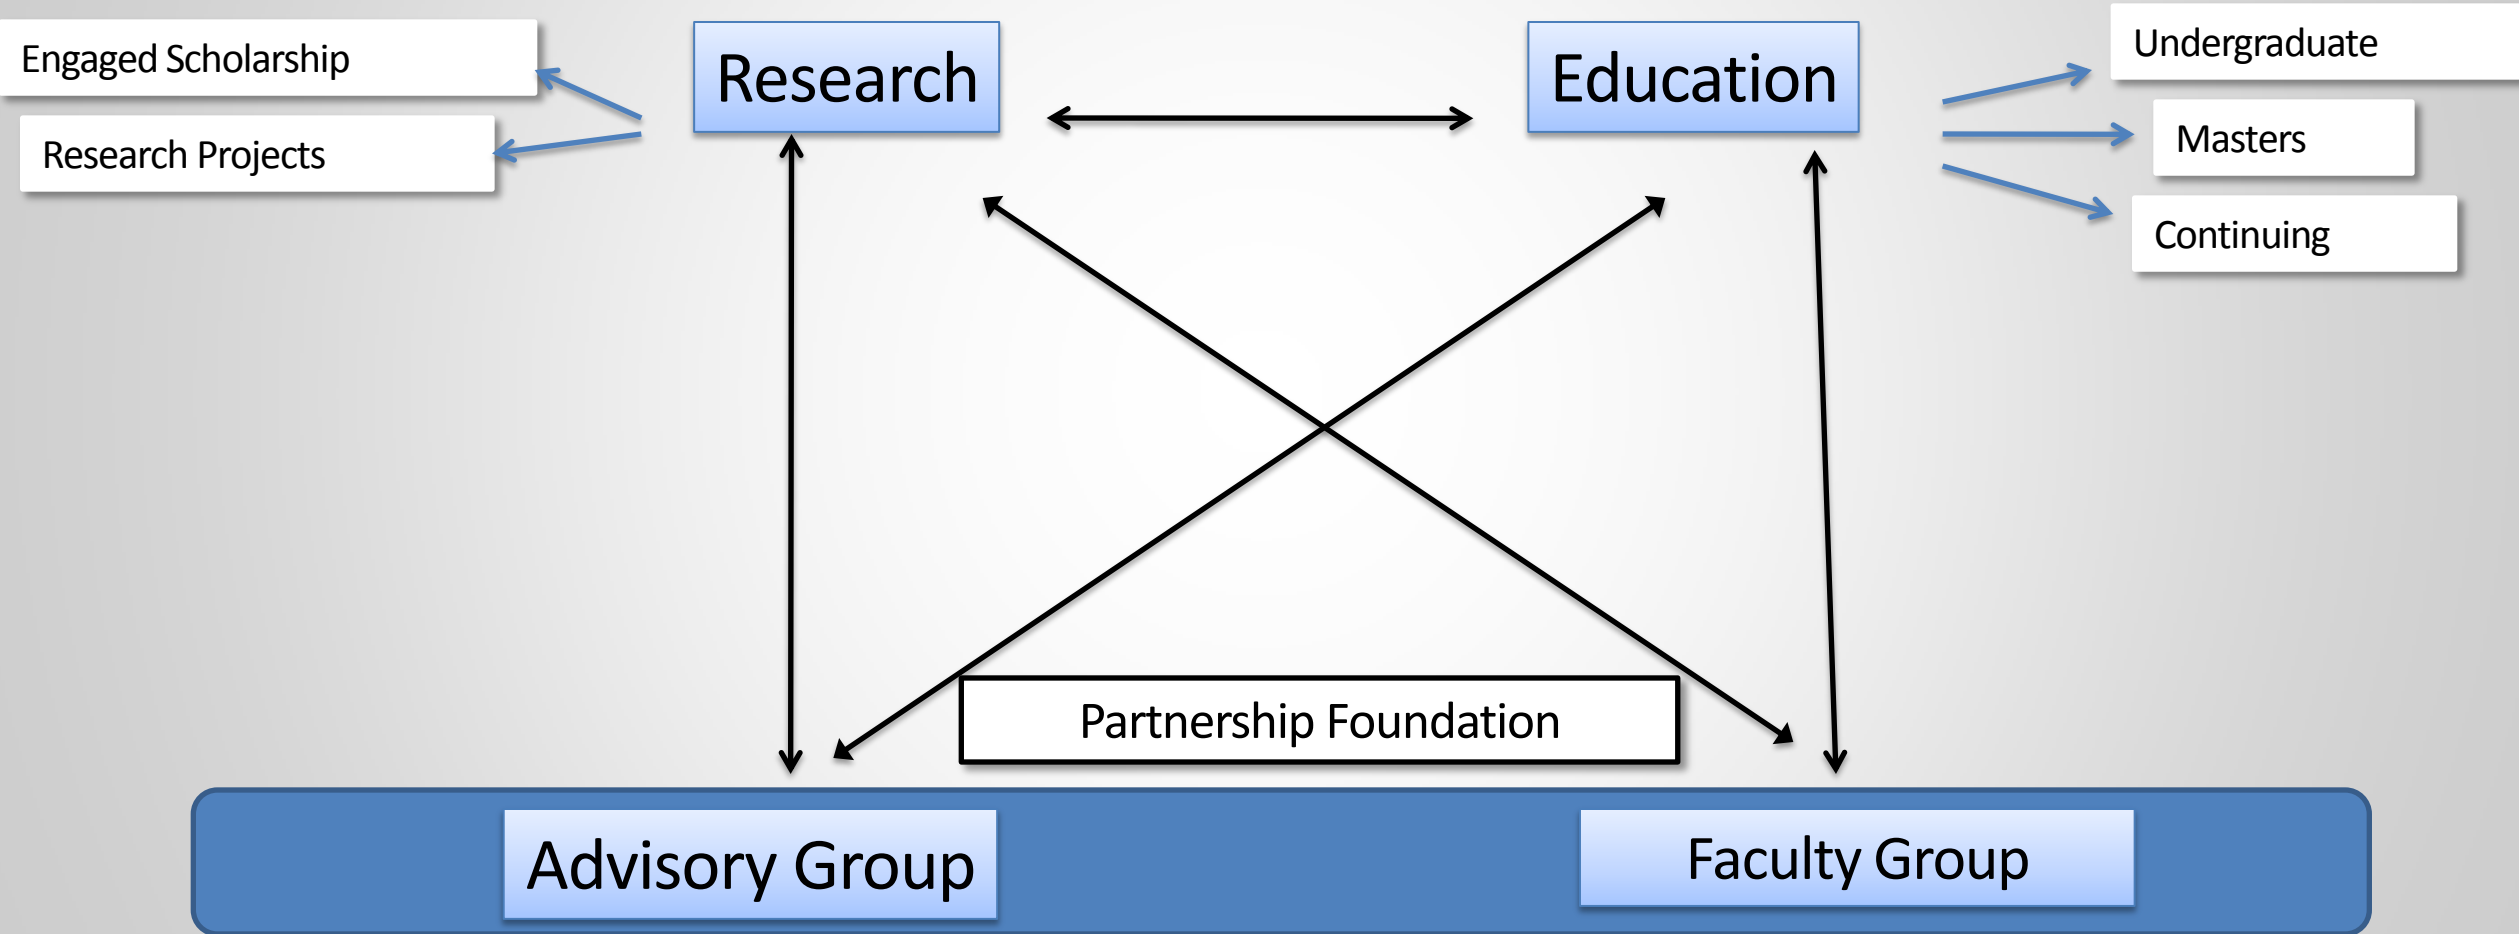 Engaged Scholarship
Research Projects
Research
Education
Undergraduate
Masters
Continuing
Partnership Foundation
Advisory Group
Faculty Group